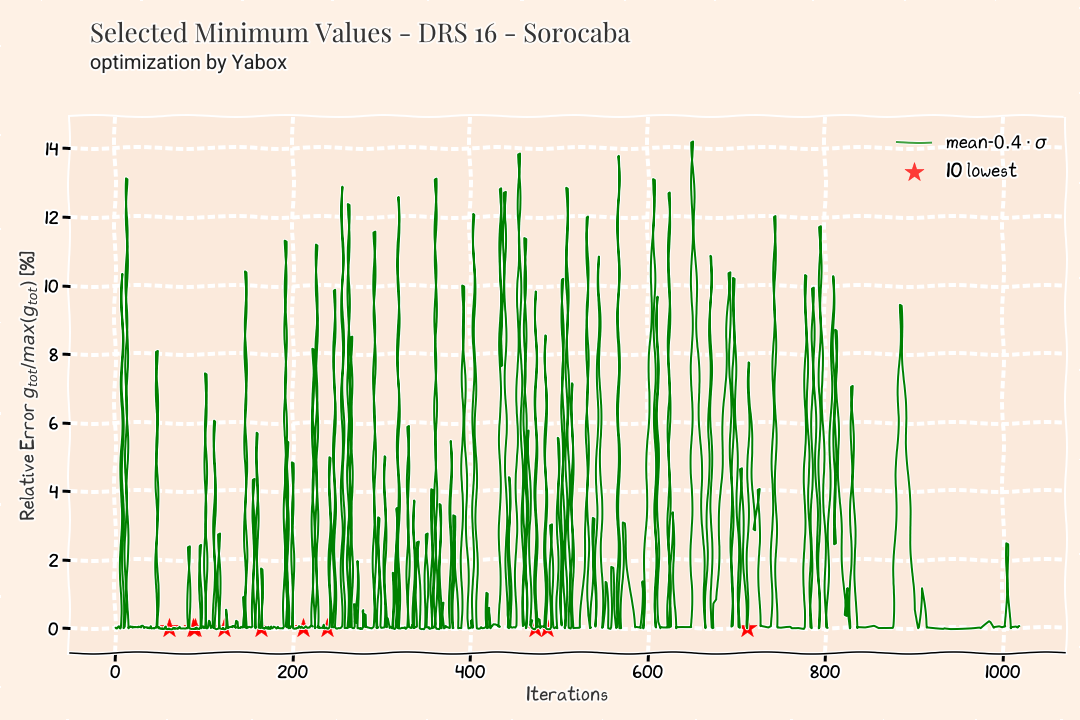 Selected Minimum Values - DRS 16 - Sorocaba
optimization by Yabox
mean-0.4 · σ
10 lowest
Relative Error g_tot/max(g_tot) [%]
14
12
10
8
6
4
2
0
0 200 400 600 800 1000
Iterations